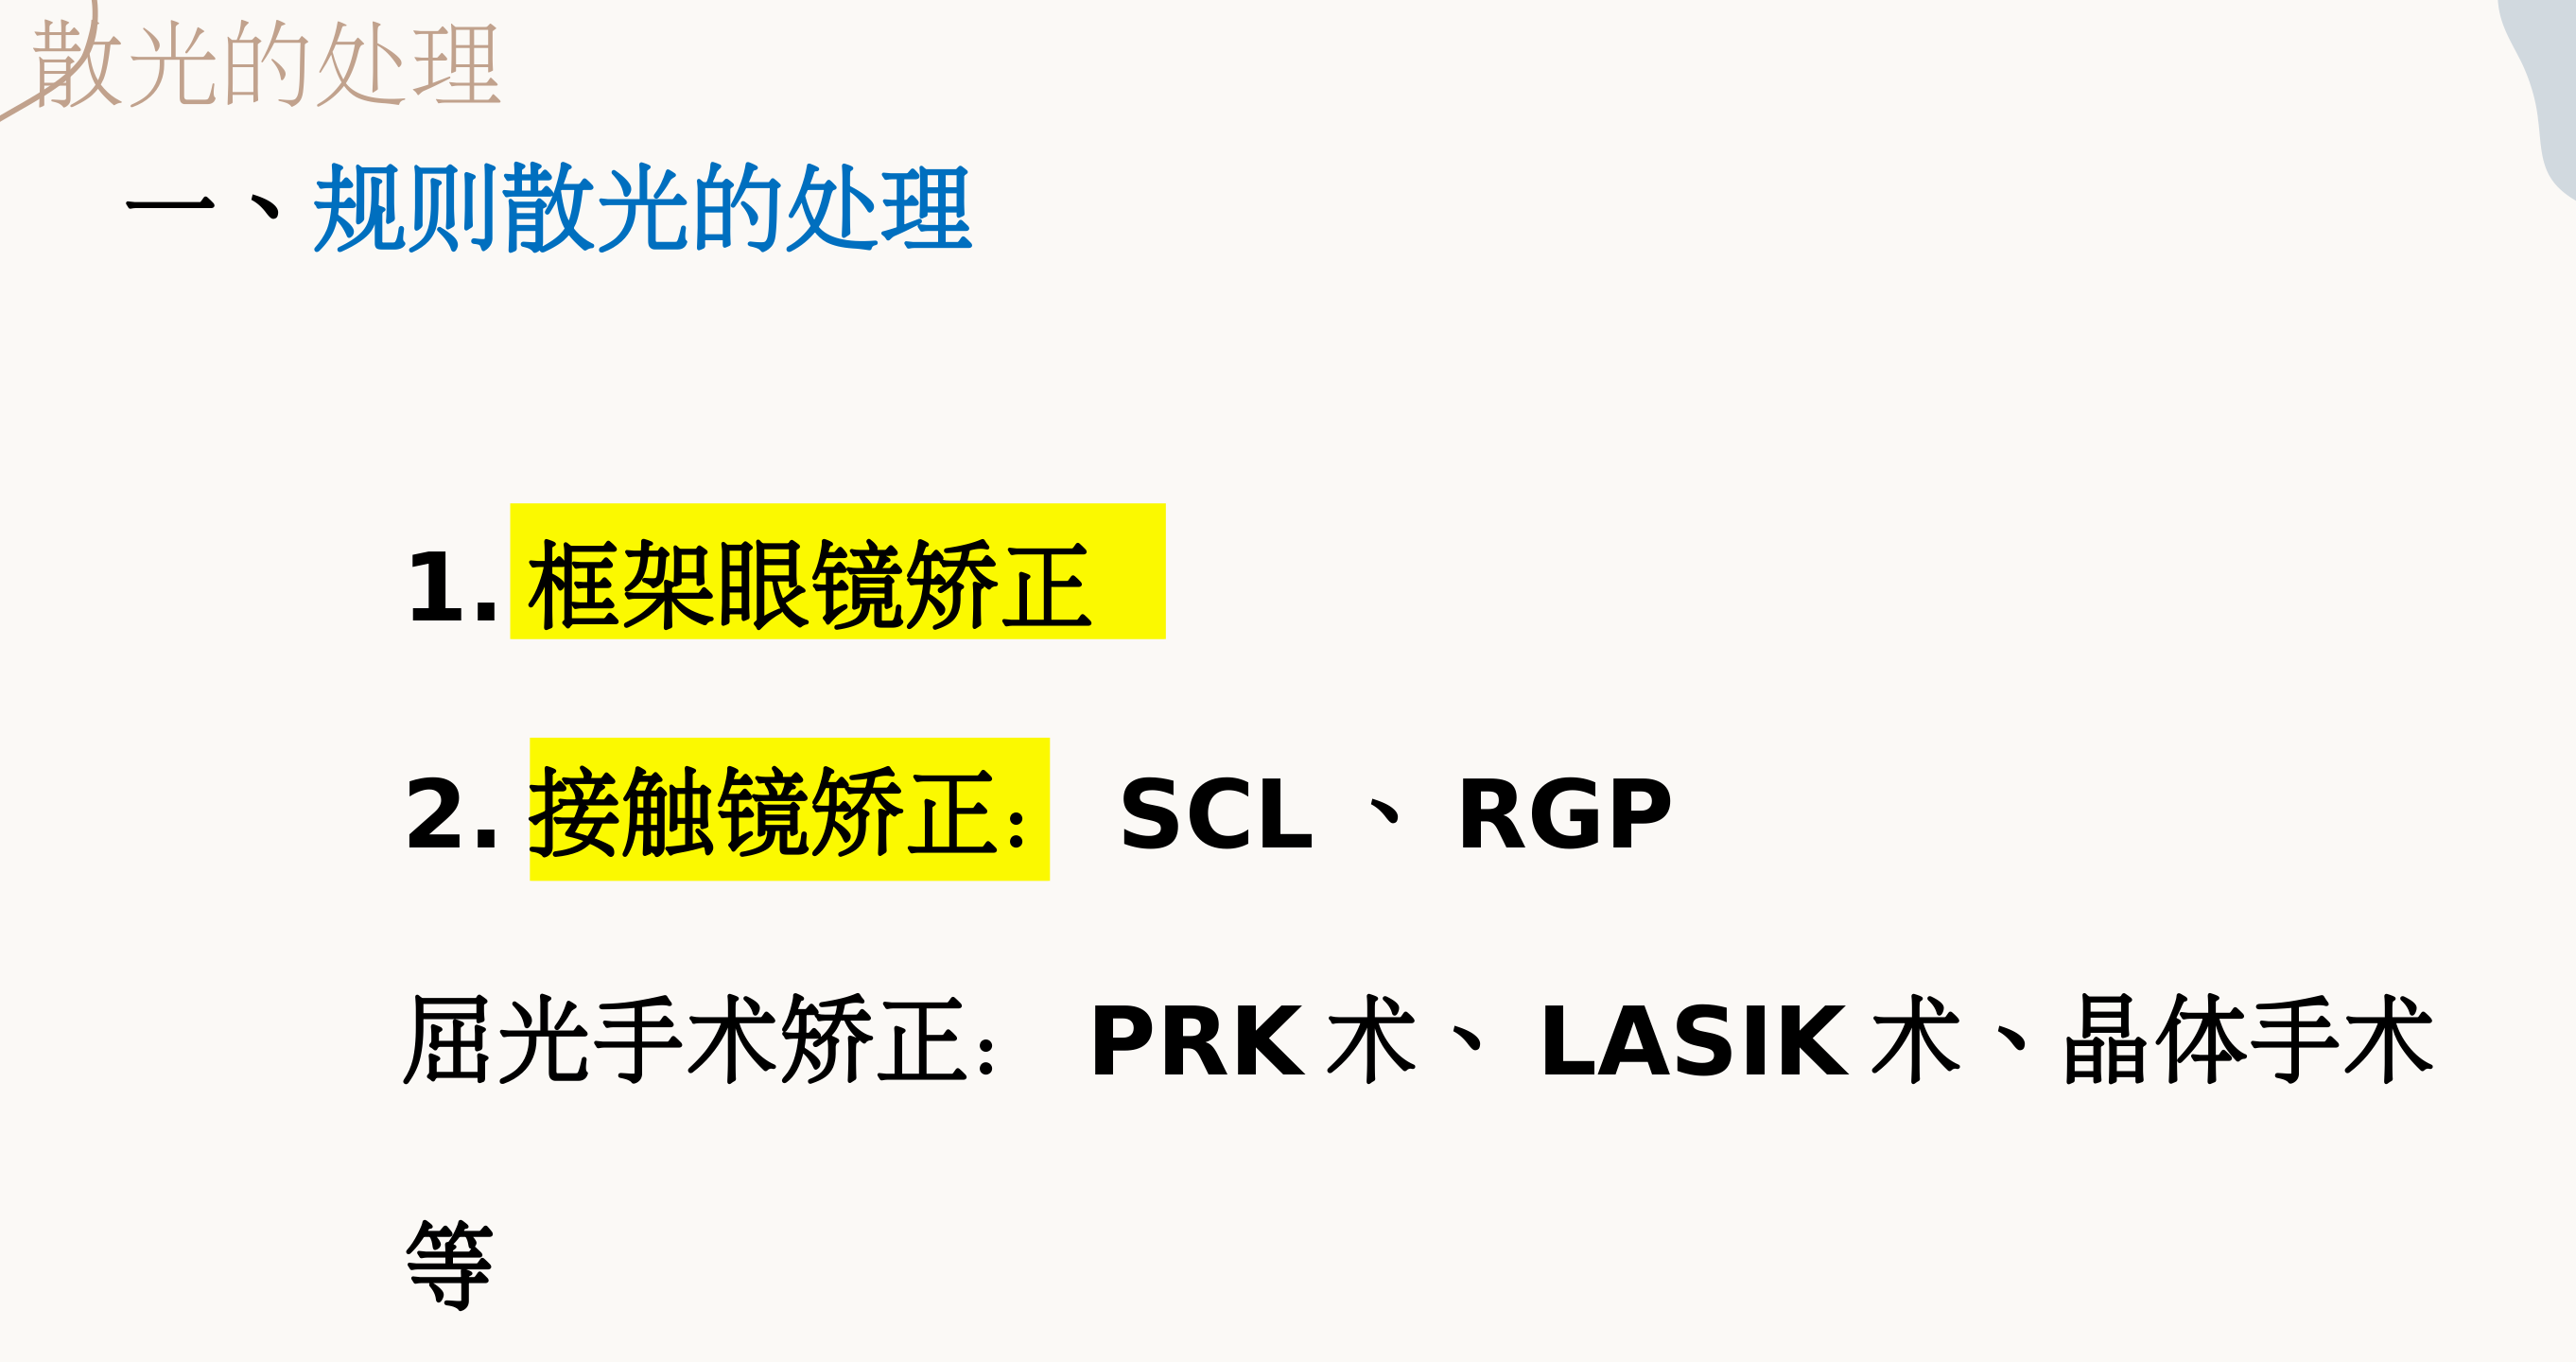 散光的处理
一、规则散光的处理
1. 框架眼镜矫正
2. 接触镜矫正： SCL 、 RGP
屈光手术矫正： PRK 术、 LASIK 术、晶体手术
等